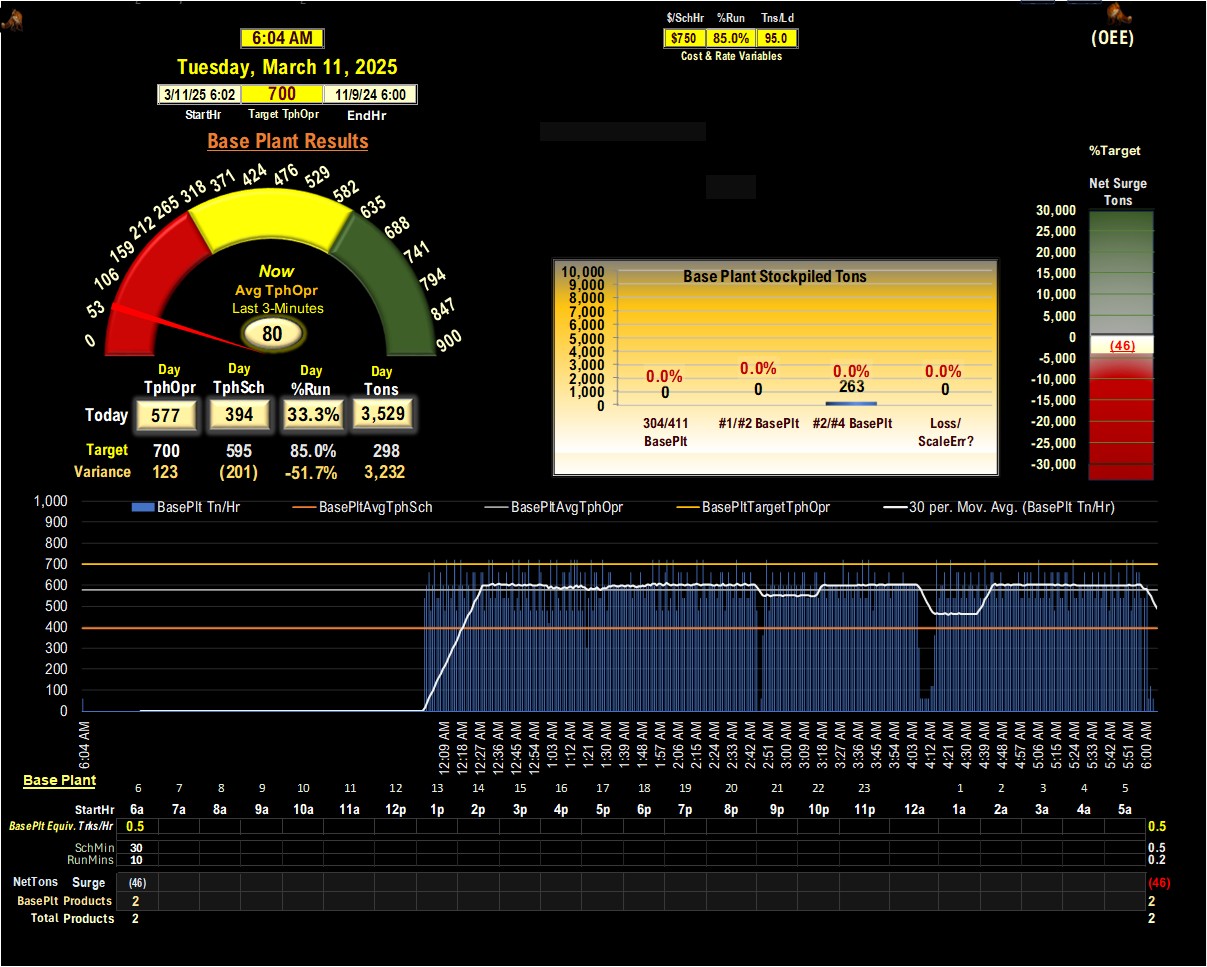 $/SchHr %Run Tns/Ld
$750 85.0% 95.0
Cost & Rate Variables
(OEE)
6:04 AM
Tuesday, March 11, 2025
3/11/25 6:02 700 11/9/24 6:00
StartHr Target TphOpr EndHr
Base Plant Results
0 53 106 159 212 265 318 371 424 476 529 582 635 688 741 794 847 900
Now
Avg TphOpr
Last 3-Minutes
80
Day Day Day Day
TphOpr TphSch %Run Tons
Today 577 394 33.3% 3,529
Target 700 595 85.0% 298
Variance 123 (201) -51.7% 3,232
Base Plant Stockpiled Tons
10,000
9,000
8,000
7,000
6,000
5,000
4,000
3,000
2,000
1,000
0
0.0% 0.0% 0.0% 0.0%
0 0 263 0
304/411 BasePlt
#1/#2 BasePlt
#2/#4 BasePlt
Loss/ ScaleErr?
%Target
Net Surge
Tons
30,000
25,000
20,000
15,000
10,000
5,000
0
(46)
-5,000
-10,000
-15,000
-20,000
-25,000
-30,000
BasePlt Tn/Hr BasePltAvgTphSch BasePltAvgTphOpr BasePltTargetTphOpr 30 per. Mov. Avg. (BasePlt Tn/Hr)
1,000
900
800
700
600
500
400
300
200
100
0
6:04 AM 12:09 AM 12:18 AM 12:27 AM 12:36 AM 12:45 AM 12:54 AM 1:03 AM 1:12 AM 1:21 AM 1:30 AM 1:39 AM 1:48 AM 1:57 AM 2:06 AM 2:15 AM 2:24 AM 2:33 AM 2:42 AM 2:51 AM 3:00 AM 3:09 AM 3:18 AM 3:27 AM 3:36 AM 3:45 AM 3:54 AM 4:03 AM 4:12 AM 4:21 AM 4:30 AM 4:39 AM 4:48 AM 4:57 AM 5:06 AM 5:15 AM 5:24 AM 5:33 AM 5:42 AM 5:51 AM 6:00 AM
Base Plant
6 7 8 9 10 11 12 13 14 15 16 17 18 19 20 21 22 23 1 2 3 4 5
StartHr 6a 7a 8a 9a 10a 11a 12p 1p 2p 3p 4p 5p 6p 7p 8p 9p 10p 11p 12a 1a 2a 3a 4a 5a
BasePlt Equiv. Trks/Hr 0.5 0.5
SchMin 30 0.5
RunMins 10 0.2
NetTons Surge (46) (46)
BasePlt Products 2 2
Total Products 2 2